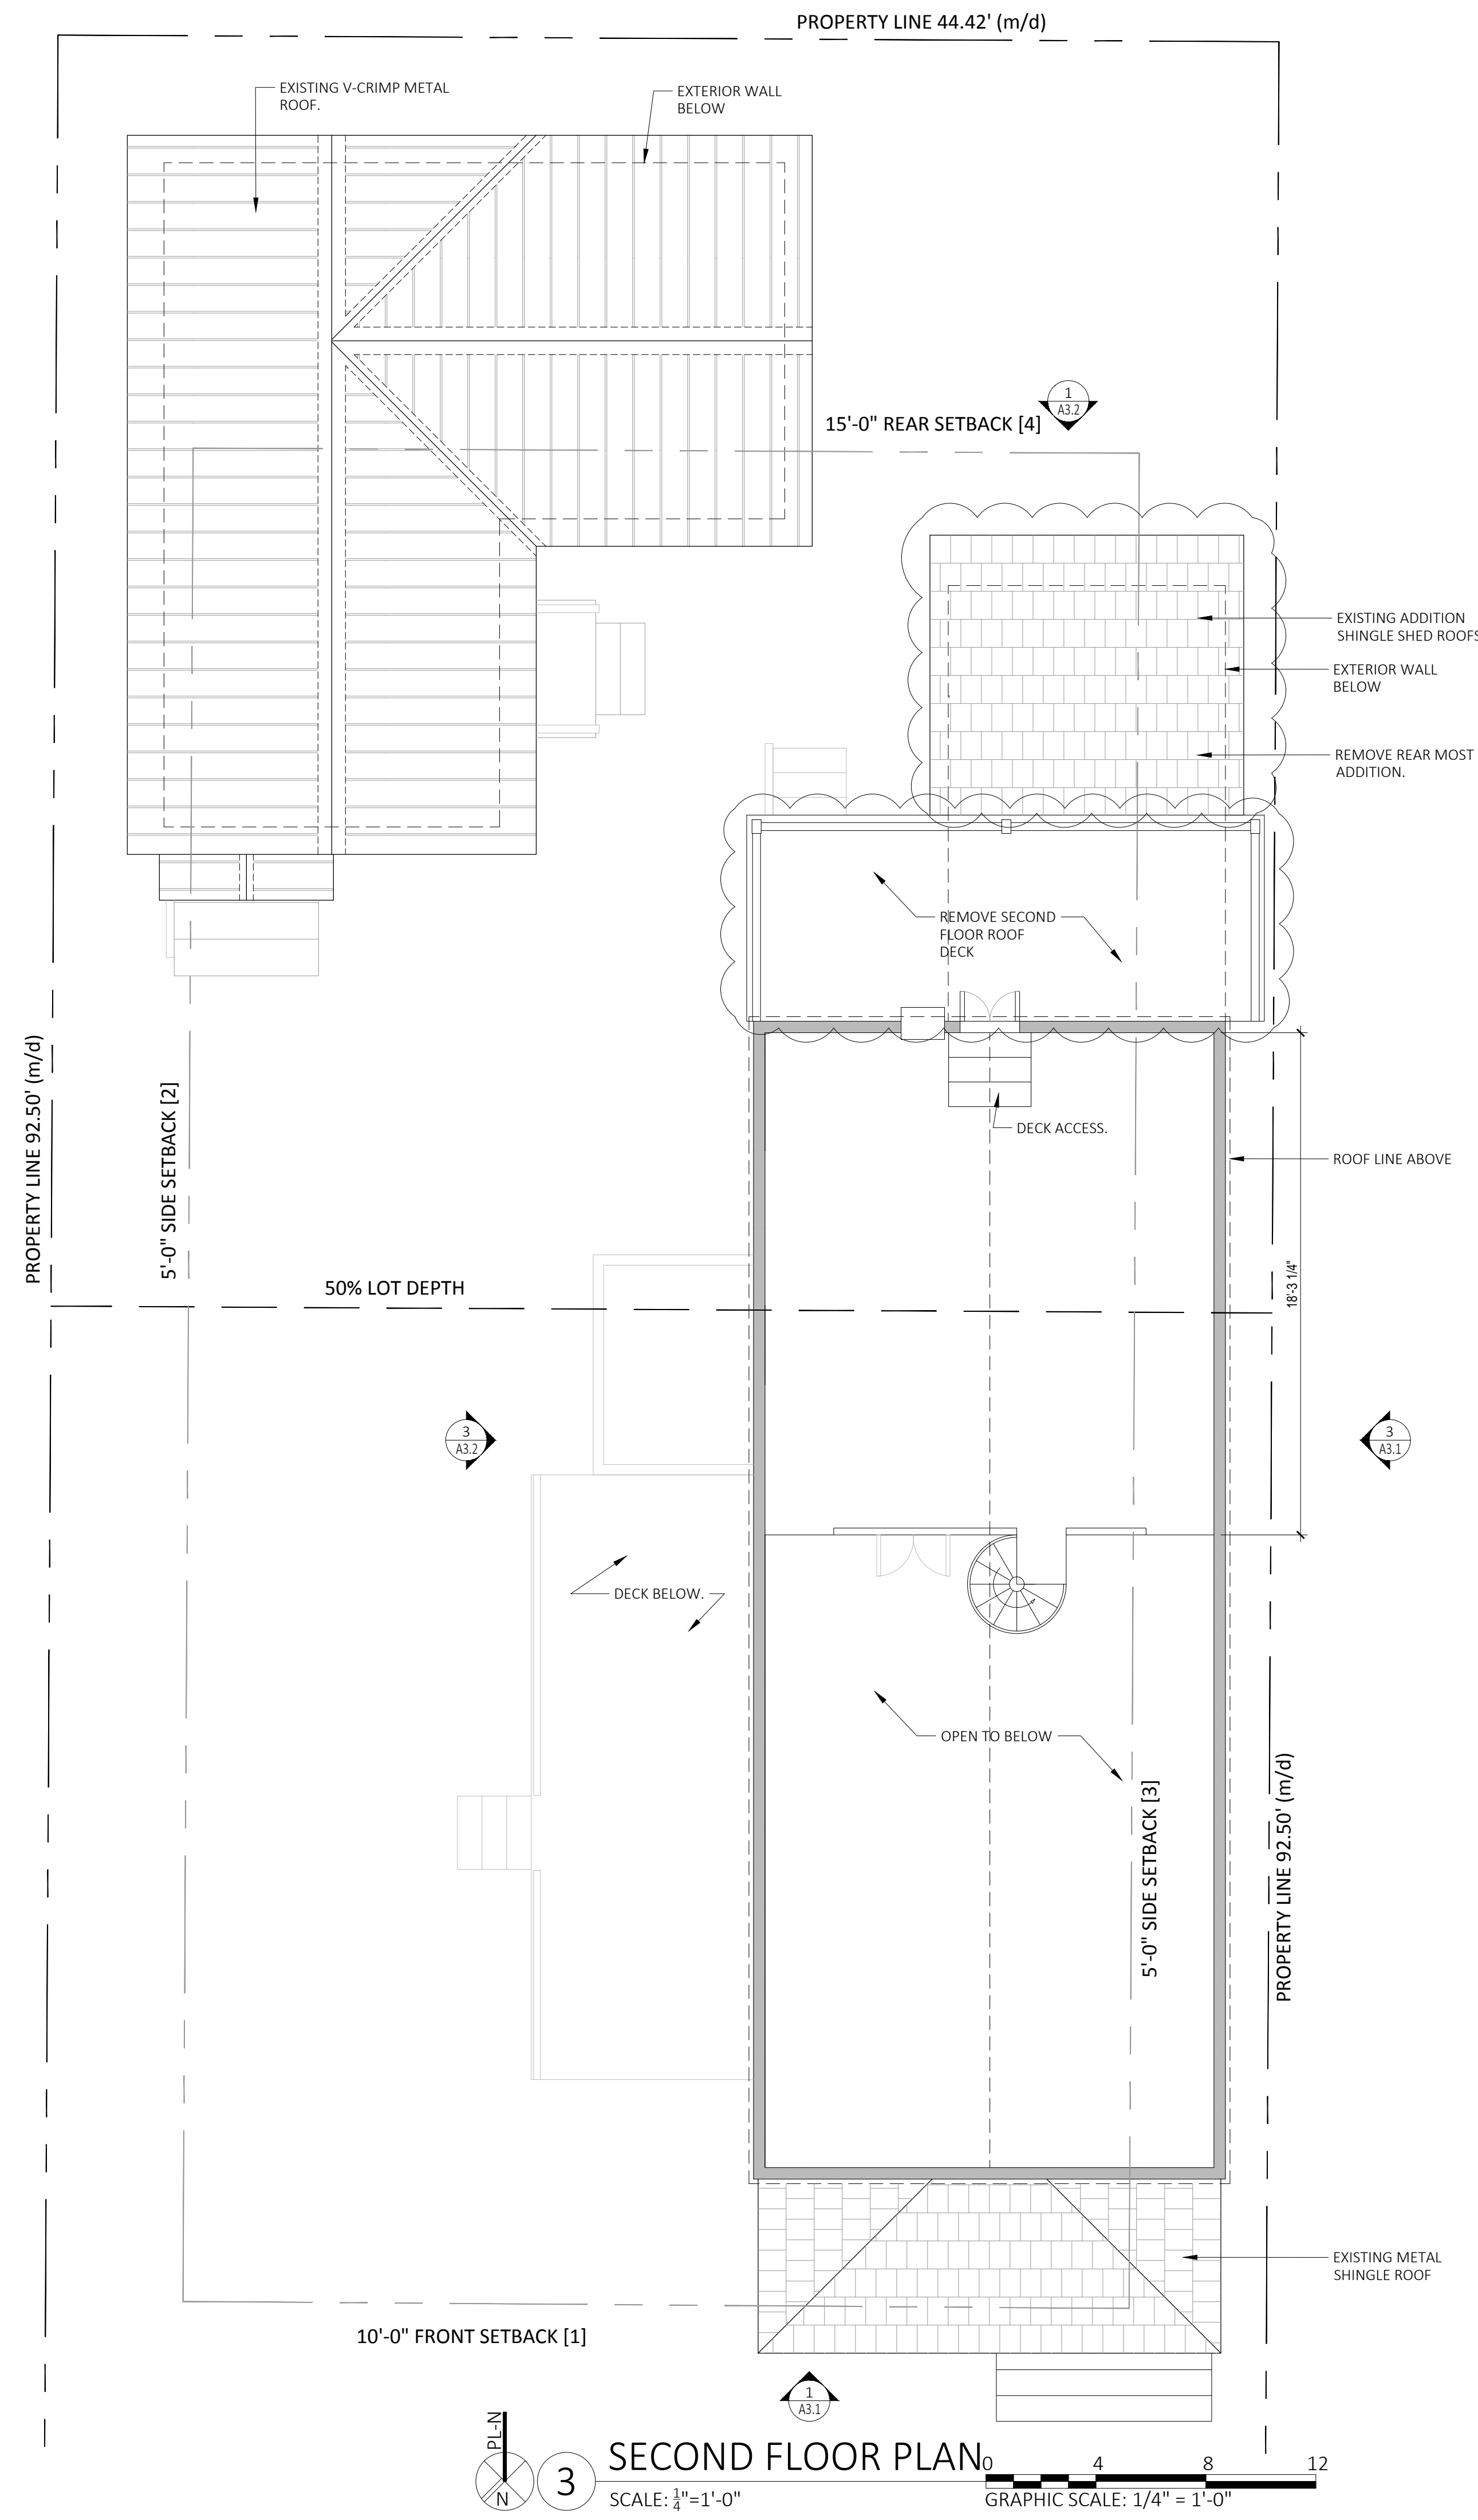 PROPERTY LINE 44.42' (m/d)
EXISTING V-CRIMP METAL
ROOF.
EXTERIOR WALL
BELOW
1
A3.2
15'-0" REAR SETBACK [4]
EXISTING ADDITION
SHINGLE SHED ROOFS
EXTERIOR WALL
BELOW
REMOVE REAR MOST
ADDITION.
REMOVE SECOND
FLOOR ROOF
DECK
PROPERTY LINE 92.50' (m/d)
5'-0" SIDE SETBACK [2]
DECK ACCESS.
ROOF LINE ABOVE
50% LOT DEPTH
18'-3 1/4"
3
A3.2
3
A3.1
DECK BELOW.
OPEN TO BELOW
5'-0" SIDE SETBACK [3]
PROPERTY LINE 92.50' (m/d)
EXISTING METAL
SHINGLE ROOF
10'-0" FRONT SETBACK [1]
1
A3.1
PL-N
N
3
SECOND FLOOR PLAN
SCALE: 1/4"=1'-0"
0 4 8 12
GRAPHIC SCALE: 1/4" = 1'-0"